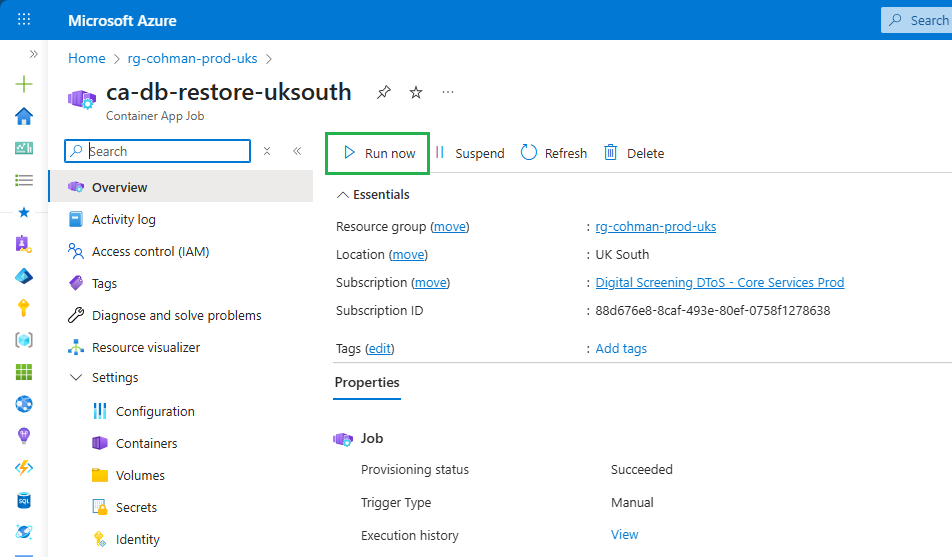 Microsoft Azure
Search
Home > rg-cohman-prod-uks >
ca-db-restore-uksouth
Container App Job
Search
Run now
Suspend
Refresh
Delete
Overview
Activity log
Access control (IAM)
Tags
Diagnose and solve problems
Resource visualizer
Settings
Configuration
Containers
Volumes
Secrets
Identity
Essentials
Resource group (move) : rg-cohman-prod-uks
Location (move) : UK South
Subscription (move) : Digital Screening DToS - Core Services Prod
Subscription ID : 88d676e8-8caf-493e-80ef-0758f1278638
Tags (edit) : Add tags
Properties
Job
Provisioning status Succeeded
Trigger Type Manual
Execution history View